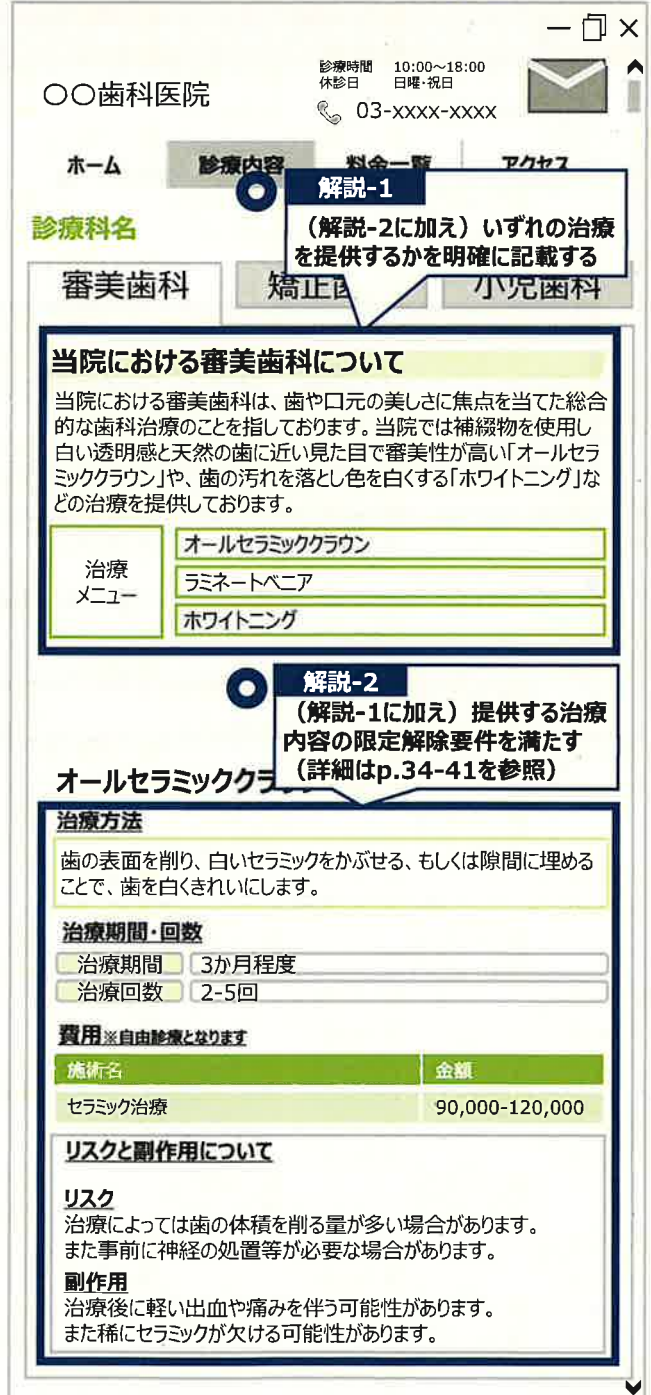 〇〇歯科医院
診療時間 10:00~18:00
休診日 日曜・祝日
03-xxxx-xxxx
ホーム 診療内容 料金一覧 アクセス
解説-1
(解説-2に加え)いずれの治療
を提供するかを明確に記載する
診療科名
審美歯科 矯正歯 小児歯科
当院における審美歯科について
当院における審美歯科は、歯や口元の美しさに焦点を当てた総合
的な歯科治療のことを指しております。当院では補綴物を使用し
白い透明感と天然の歯に近い見た目で審美性が高い「オールセラ
ミッククラウン」や、歯の汚れを落とし色を白くする「ホワイトニング」な
どの治療を提供しております。
治療
メニュー
オールセラミッククラウン
ラミネートベニア
ホワイトニング
解説-2
(解説-1に加え)提供する治療
内容の限定解除要件を満たす
(詳細はp.34-41を参照)
オールセラミッククラウン
治療方法
歯の表面を削り、白いセラミックをかぶせる、もしくは隙間に埋める
ことで、歯を白くきれいにします。
治療期間・回数
治療期間 3か月程度
治療回数 2-5回
費用※自由診療となります
施術名 金額
セラミック治療 90,000-120,000
リスクと副作用について
リスク
治療によっては歯の体積を削る量が多い場合があります。
また事前に神経の処置等が必要な場合があります。
副作用
治療後に軽い出血や痛みを伴う可能性があります。
また稀にセラミックが欠ける可能性があります。